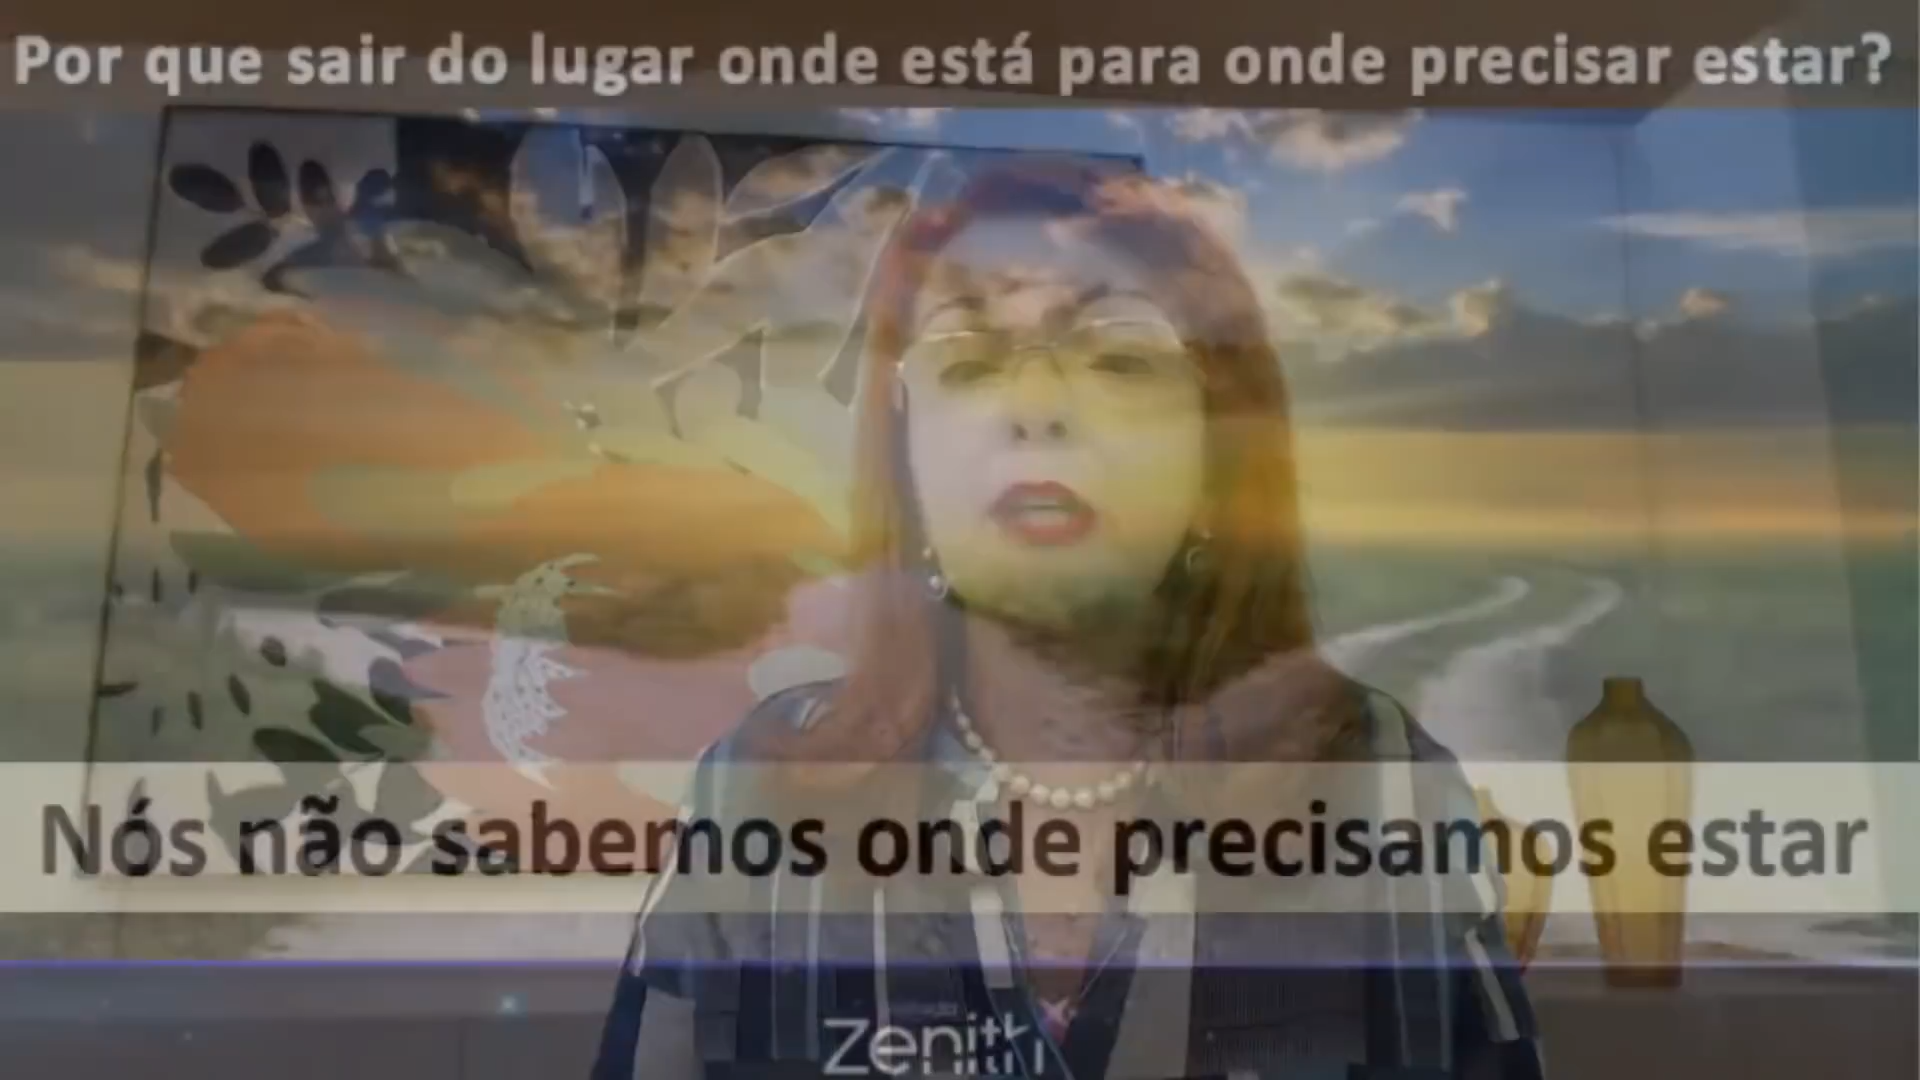 Por que sair do lugar onde está para onde precisar estar?
Nós não sabemos onde precisamos estar
Zenith